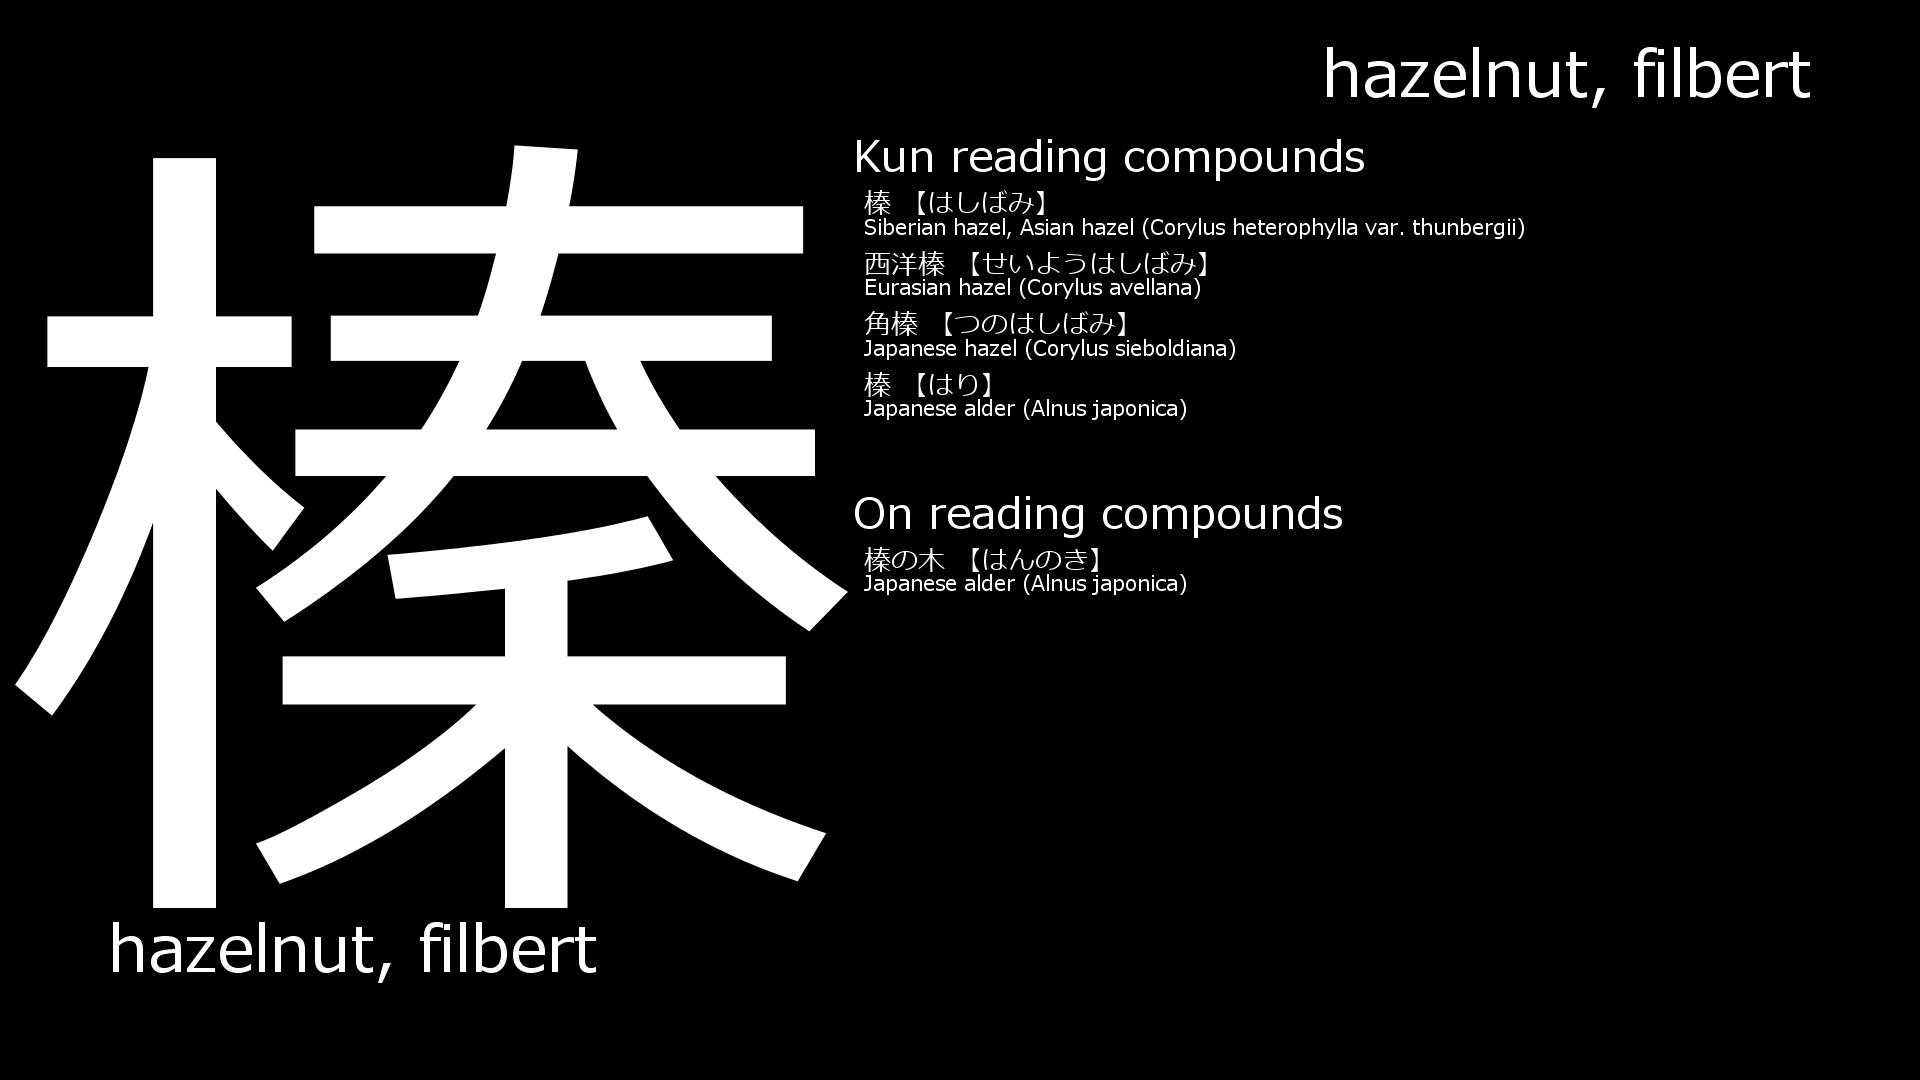 hazelnut, filbert
榛
Kun reading compounds
榛 【はしばみ】
Siberian hazel, Asian hazel (Corylus heterophylla var. thunbergii)
西洋榛 【せいようはしばみ】
Eurasian hazel (Corylus avellana)
角榛 【つのはしばみ】
Japanese hazel (Corylus sieboldiana)
榛 【はり】
Japanese alder (Alnus japonica)
On reading compounds
榛の木 【はんのき】
Japanese alder (Alnus japonica)
hazelnut, filbert